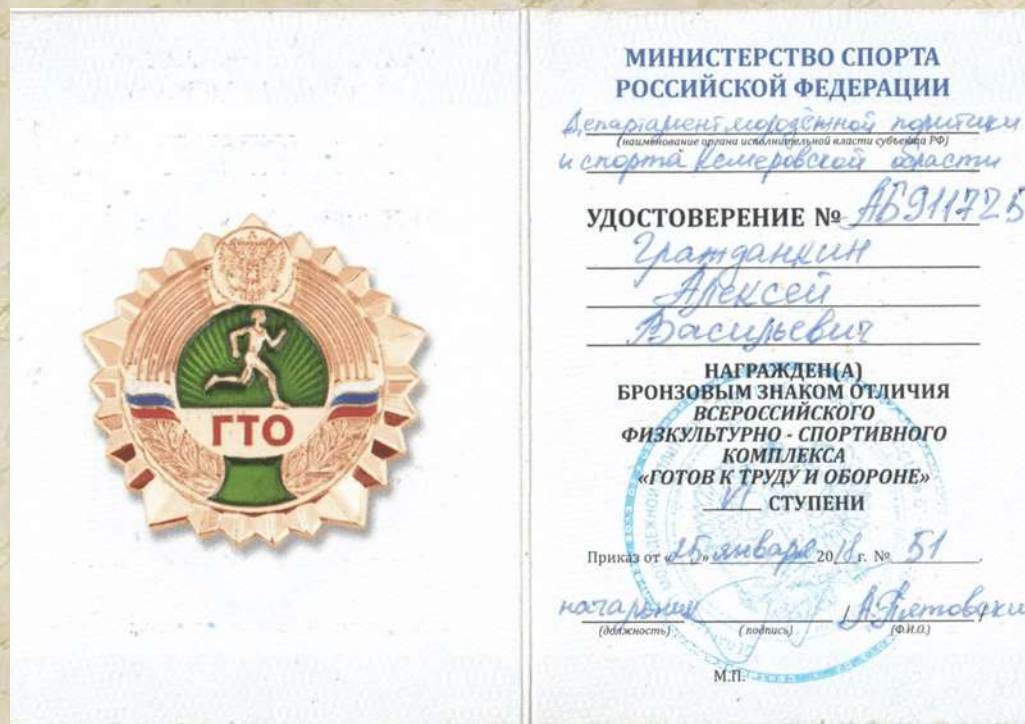 ГТО
МИНИСТЕРСТВО СПОРТА
РОССИЙСКОЙ ФЕДЕРАЦИИ
Департамент молодёжной политики
(наименование органа исполнительной власти субъекта РФ)
и спорта Кемеровской области
УДОСТОВЕРЕНИЕ № АБ911725
Гражданкин
Алексей
Васильевич
НАГРАЖДЕН(А)
БРОНЗОВЫМ ЗНАКОМ ОТЛИЧИЯ
ВСЕРОССИЙСКОГО
ФИЗКУЛЬТУРНО - СПОРТИВНОГО
КОМПЛЕКСА
«ГОТОВ К ТРУДУ И ОБОРОНЕ»
VI СТУПЕНИ
Приказ от «25» января 2018 г. № 51.
начальник / А. /
(должность) (подпись) (Ф.И.О.)
М.П.